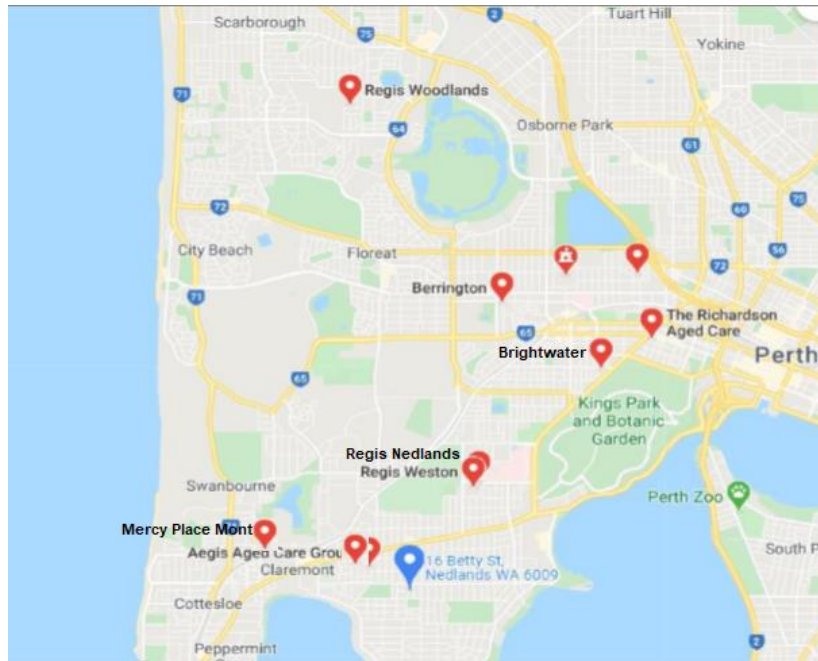 Scarborough
2
Tuart Hill
75
Yokine
Regis Woodlands
71
64
Osborne Park
61
75
72
60
City Beach
Floreat
56
72
Berrington
71
The Richardson
Aged Care
65
Brightwater
Perth
65
Kings Park
and Botanic
Garden
Regis Nedlands
Regis Weston
Swanbourne
Perth Zoo
Mercy Place Mont
Aegis Aged Care Grou
16 Betty St,
Nedlands WA 6009
South P
Claremont
Cottesloe
2
Peppermint